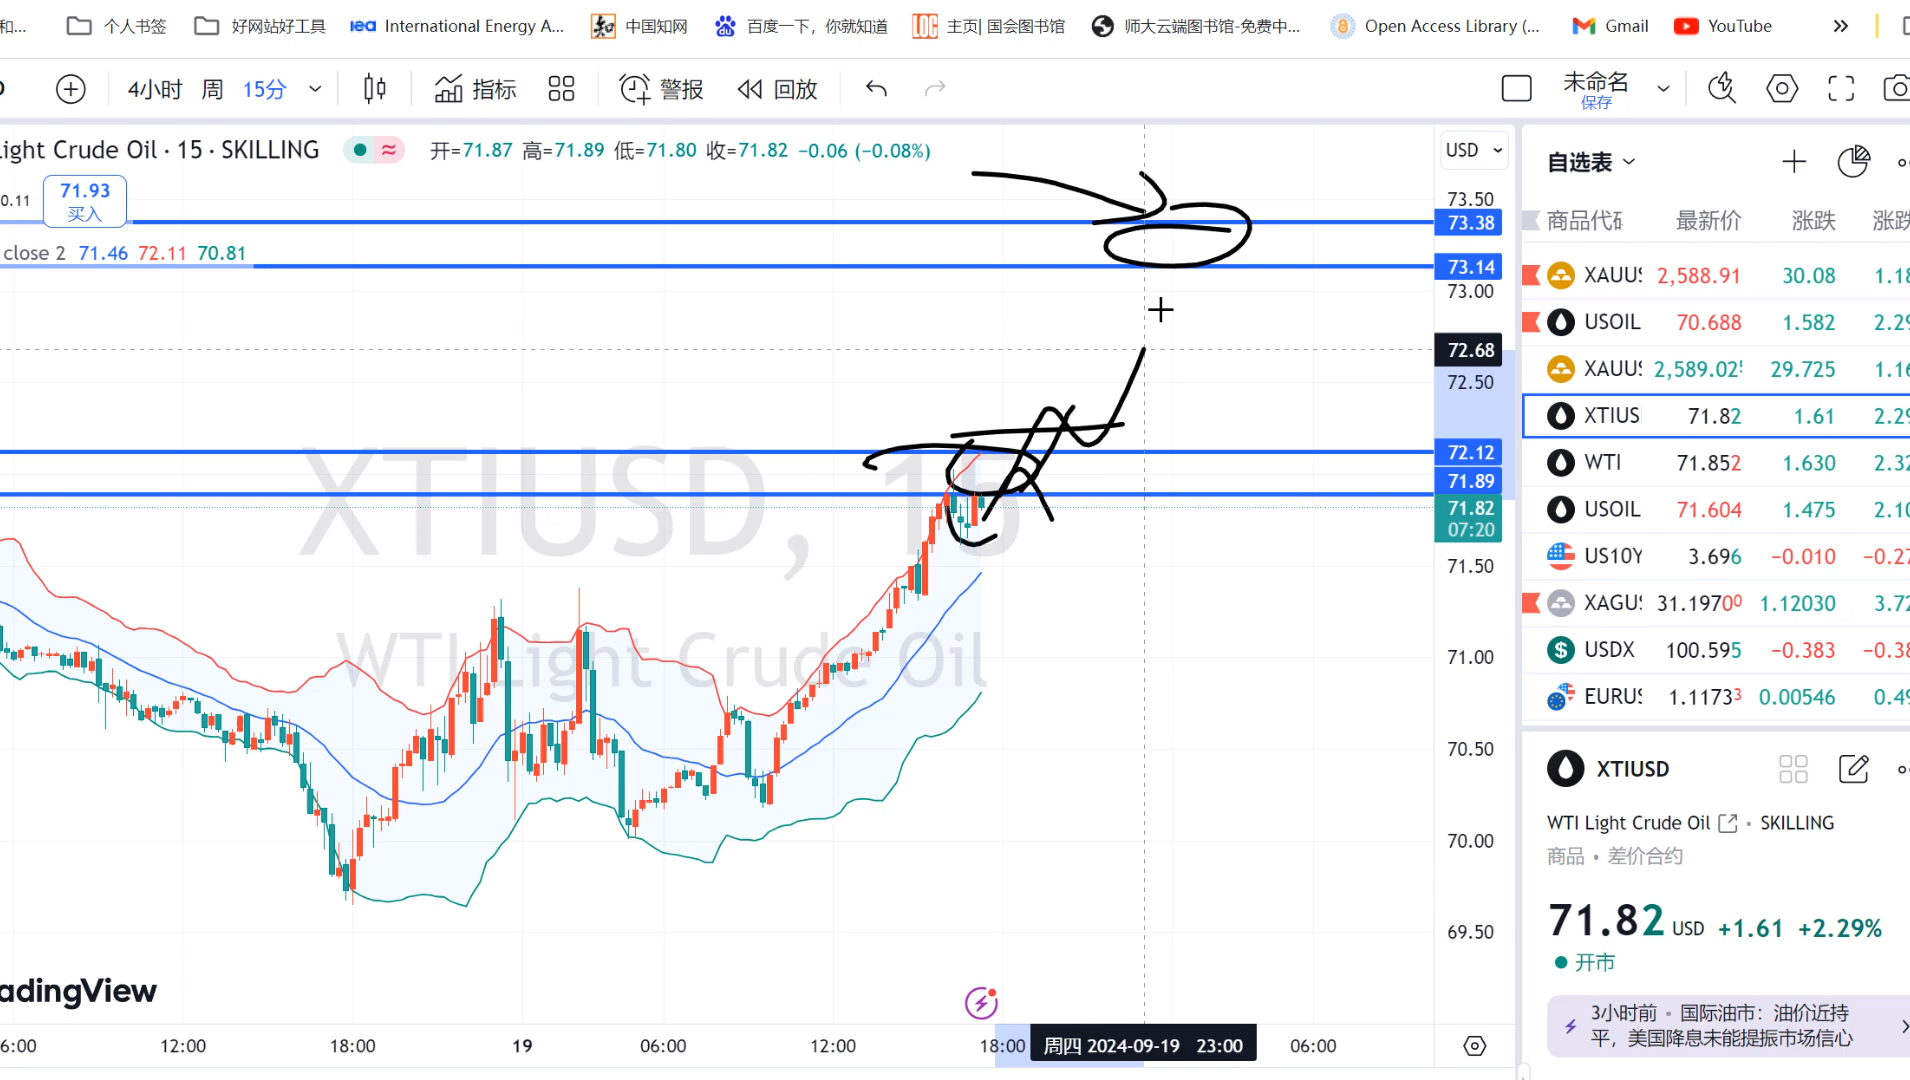 和...
个人书签
好网站好工具
iea International Energy A...
知 中国知网
du 百度一下，你就知道
LOC 主页| 国会图书馆
师大云端图书馆-免费中...
Open Access Library (...
Gmail
YouTube
4小时 周 15分
指标
警报
回放
未命名
保存
ight Crude Oil · 15 · SKILLING
开=71.87 高=71.89 低=71.80 收=71.82 −0.06 (−0.08%)
0.11
71.93
买入
close 2 71.46 72.11 70.81
XTIUSD, 15
WTI Light Crude Oil
adingView
USD
73.50
73.38
73.14
73.00
72.68
72.50
72.12
71.89
71.82
07:20
71.50
71.00
70.50
70.00
69.50
6:00
12:00
18:00
19
06:00
12:00
18:00
周四 2024-09-19 23:00
06:00
自选表
商品代码 最新价 涨跌 涨跌
XAUUS 2,588.91 30.08 1.18
USOIL 70.688 1.582 2.29
XAUUS 2,589.025 29.725 1.16
XTIUS 71.82 1.61 2.29
WTI 71.852 1.630 2.32
USOIL 71.604 1.475 2.10
US10Y 3.696 −0.010 −0.27
XAGUS 31.19700 1.12030 3.72
USDX 100.595 −0.383 −0.38
EURUS 1.11733 0.00546 0.49
XTIUSD
WTI Light Crude Oil • SKILLING
商品 • 差价合约
71.82 USD +1.61 +2.29%
开市
3小时前 • 国际油市：油价近持
平，美国降息未能提振市场信心